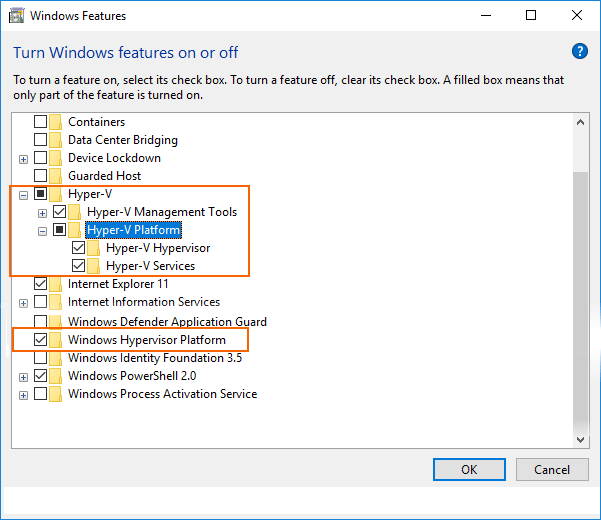 Windows Features
Turn Windows features on or off
?
To turn a feature on, select its check box. To turn a feature off, clear its check box. A filled box means that
only part of the feature is turned on.
Containers
Data Center Bridging
Device Lockdown
Guarded Host
Hyper-V
Hyper-V Management Tools
Hyper-V Platform
Hyper-V Hypervisor
Hyper-V Services
Internet Explorer 11
Internet Information Services
Windows Defender Application Guard
Windows Hypervisor Platform
Windows Identity Foundation 3.5
Windows PowerShell 2.0
Windows Process Activation Service
OK
Cancel